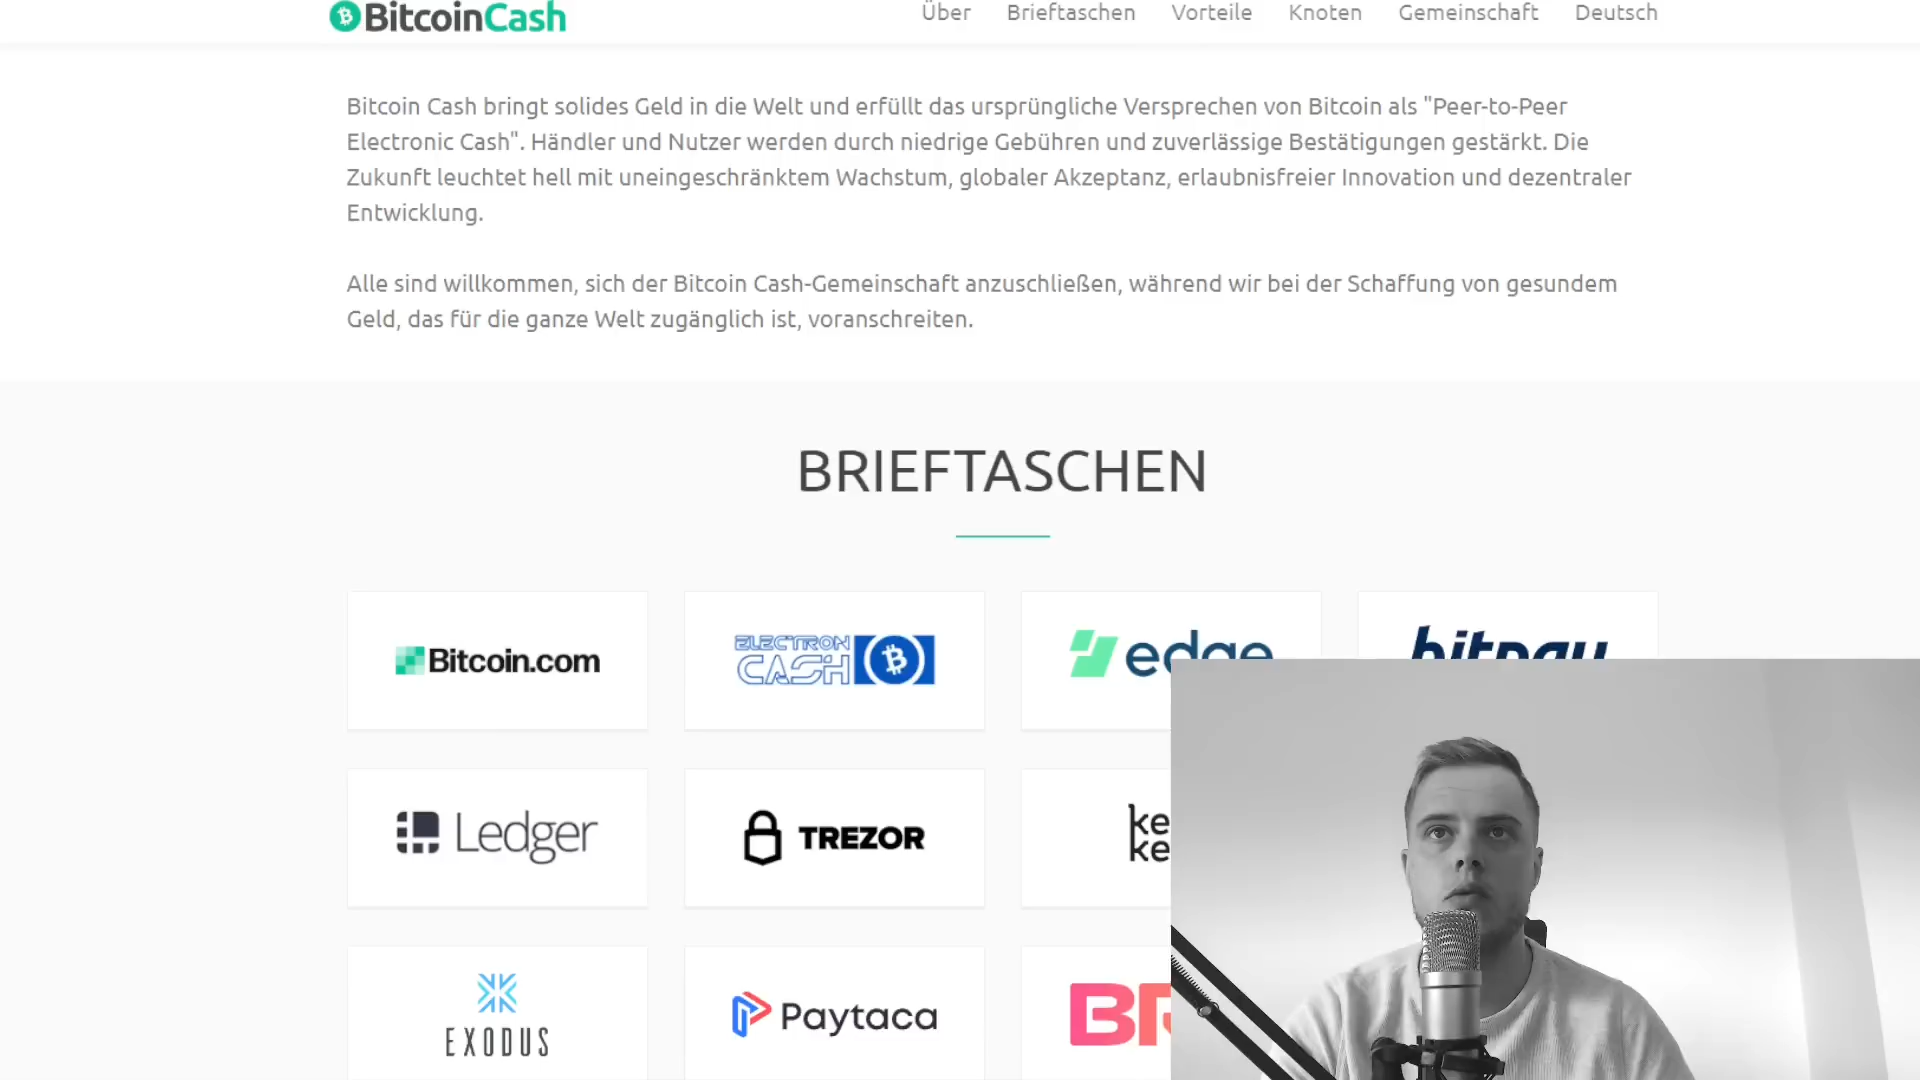 BitcoinCash
Über Brieftaschen Vorteile Knoten Gemeinschaft Deutsch
Bitcoin Cash bringt solides Geld in die Welt und erfüllt das ursprüngliche Versprechen von Bitcoin als "Peer-to-Peer
Electronic Cash". Händler und Nutzer werden durch niedrige Gebühren und zuverlässige Bestätigungen gestärkt. Die
Zukunft leuchtet hell mit uneingeschränktem Wachstum, globaler Akzeptanz, erlaubnisfreier Innovation und dezentraler
Entwicklung.
Alle sind willkommen, sich der Bitcoin Cash-Gemeinschaft anzuschließen, während wir bei der Schaffung von gesundem
Geld, das für die ganze Welt zugänglich ist, voranschreiten.
BRIEFTASCHEN
Bitcoin.com
ELECTRON
CASH
edge
bitpay
Ledger
TREZOR
ke
ke
EXODUS
Paytaca